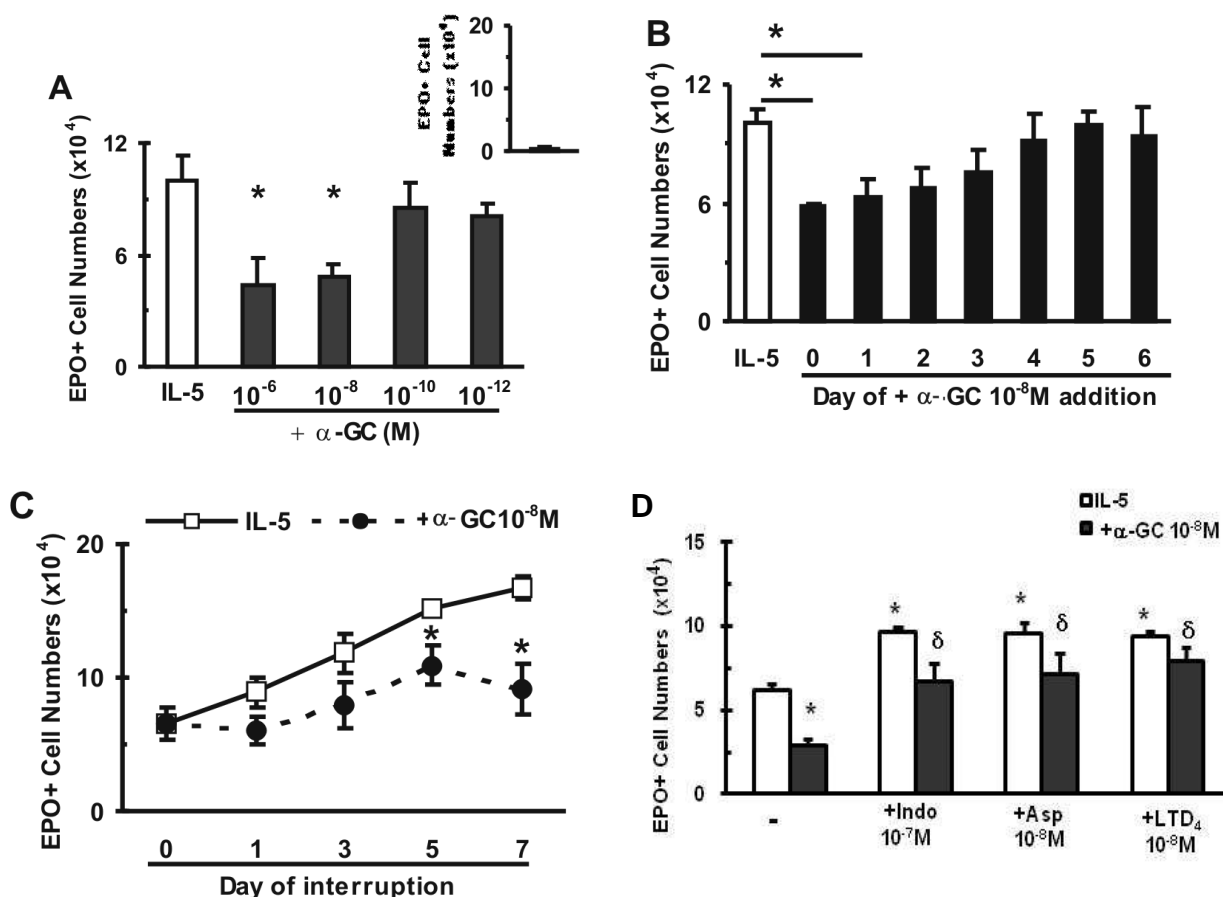 A
EPO+ Cell Numbers (x10⁴)
12
6
0
IL-5
10⁻⁶
10⁻⁸
10⁻¹⁰
10⁻¹²
+ α-GC (M)
*
*
EPO+ Cell
Numbers (x10⁴)
20
10
0
B
EPO+ Cell Numbers (x10⁴)
12
6
0
*
*
IL-5
0
1
2
3
4
5
6
Day of + α-·GC 10⁻⁸M addition
C
IL-5
+α- GC10⁻⁸M
EPO+ Cell Numbers (x10⁴)
20
10
0
*
*
0
1
3
5
7
Day of interruption
D
IL-5
+α-GC 10⁻⁸M
EPO+ Cell Numbers (x10⁴)
15
10
5
0
*
*
δ
*
δ
*
δ
-
+Indo
10⁻⁷M
+Asp
10⁻⁸M
+LTD₄
10⁻⁸M